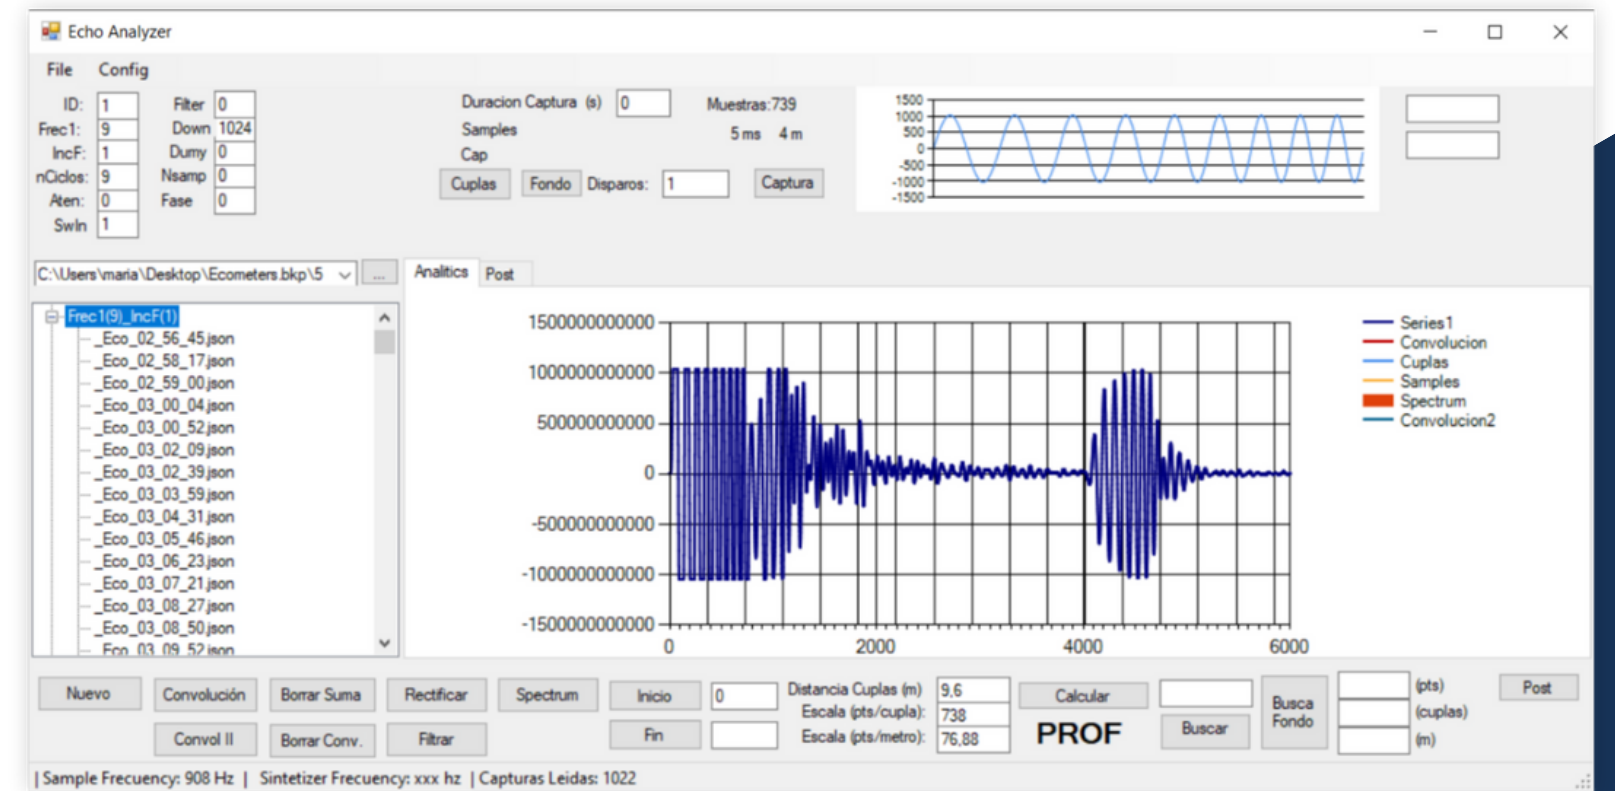 Echo Analyzer
File Config
ID: 1 Filter 0
Frec1: 9 Down 1024
IncF: 1 Dumy 0
nCiclos: 9 Nsamp 0
Aten: 0 Fase 0
SwIn 1
Duracion Captura (s) 0 Muestras:739
Samples 5 ms 4 m
Cap
Cuplas Fondo Disparos: 1 Captura
1500
1000
500
0
-500
-1000
-1500
C:\Users\maria\Desktop\Ecometers.bkp\5 ...
Frec1(9)_IncF(1)
_Eco_02_56_45.json
_Eco_02_58_17.json
_Eco_02_59_00.json
_Eco_03_00_04.json
_Eco_03_00_52.json
_Eco_03_02_09.json
_Eco_03_02_39.json
_Eco_03_03_59.json
_Eco_03_04_31.json
_Eco_03_05_46.json
_Eco_03_06_23.json
_Eco_03_07_21.json
_Eco_03_08_27.json
_Eco_03_08_50.json
_Eco_03_09_52.json
Analitics Post
1500000000000
1000000000000
500000000000
0
-500000000000
-1000000000000
-1500000000000
0 2000 4000 6000
Series1
Convolucion
Cuplas
Samples
Spectrum
Convolucion2
Nuevo Convolución Borrar Suma Rectificar Spectrum Inicio 0
Convol II Borrar Conv. Filtrar Fin
Distancia Cuplas (m) 9,6
Escala (pts/cupla): 738
Escala (pts/metro): 76,88
Calcular
PROF
Buscar
Busca
Fondo
(pts)
(cuplas)
(m)
Post
| Sample Frecuency: 908 Hz | Sintetizer Frecuency: xxx hz | Capturas Leidas: 1022